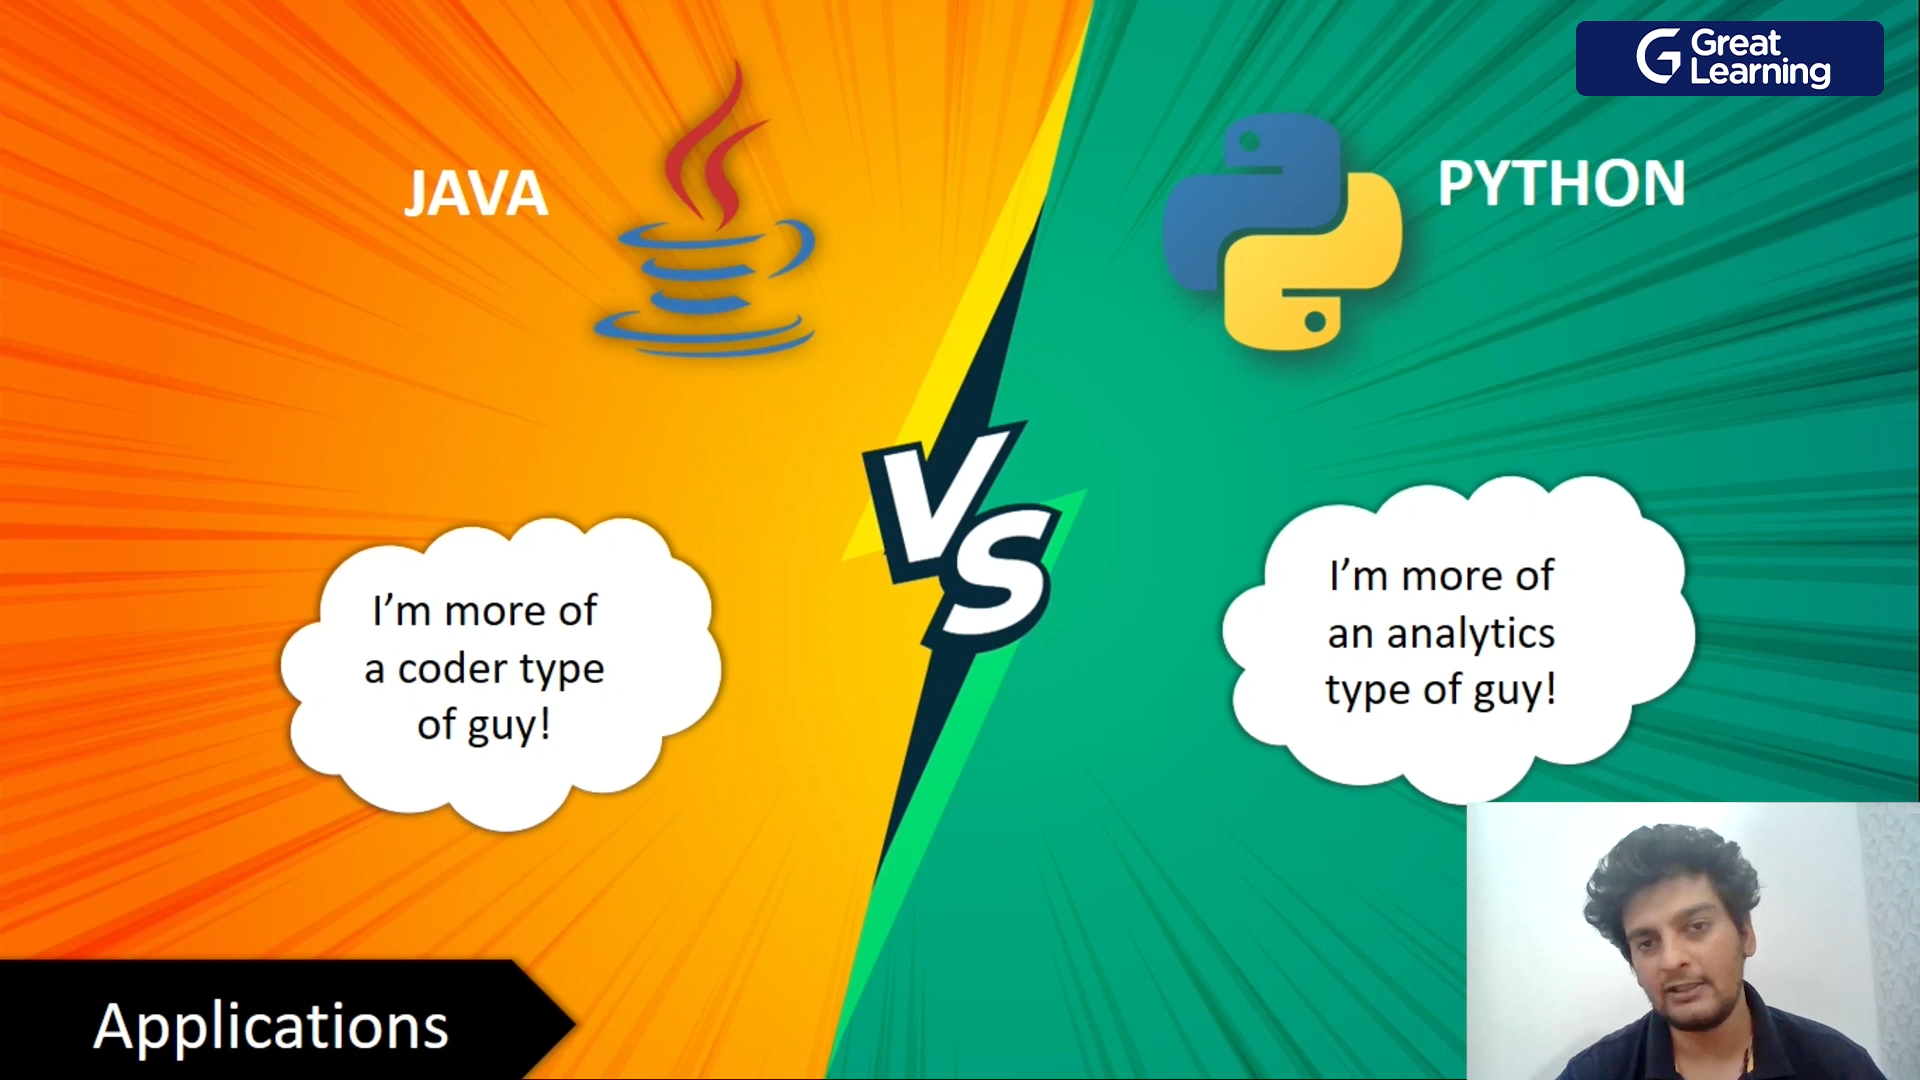 Great
Learning
JAVA
PYTHON
VS
I’m more of
a coder type
of guy!
I’m more of
an analytics
type of guy!
Applications